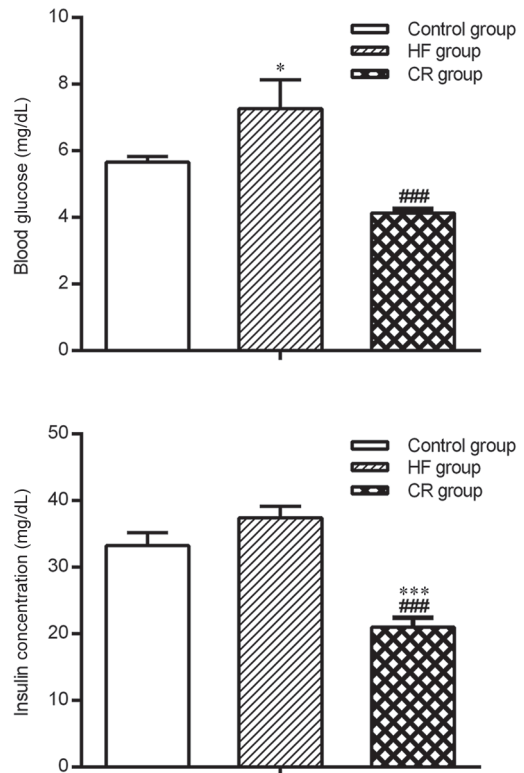 10
8
6
4
2
0
Blood glucose (mg/dL)
Control group
HF group
CR group
*
###
50
40
30
20
10
0
Insulin concentration (mg/dL)
Control group
HF group
CR group
***
###